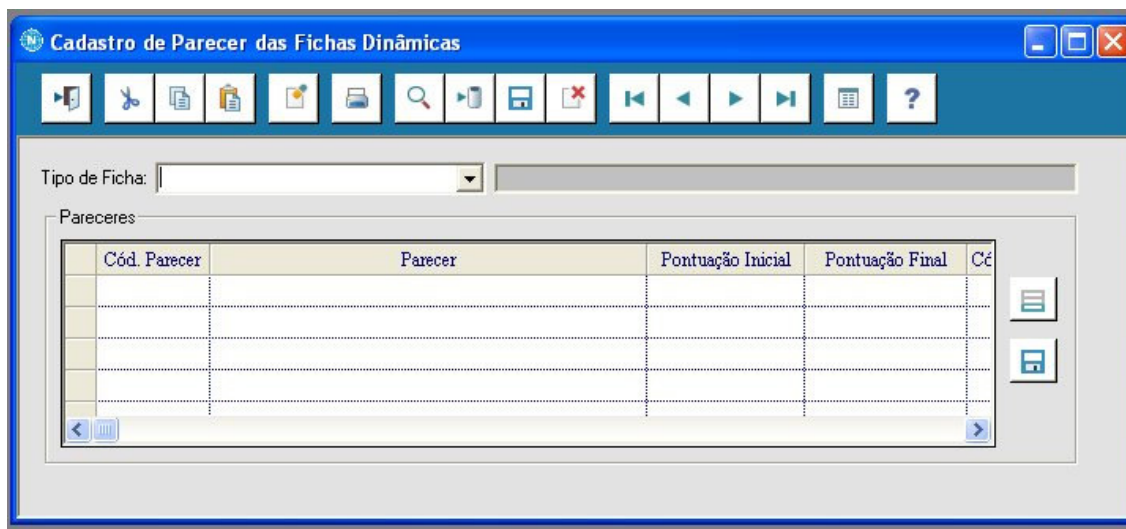 Cadastro de Parecer das Fichas Dinâmicas
Tipo de Ficha:
Pareceres
Cód. Parecer Parecer Pontuação Inicial Pontuação Final Có